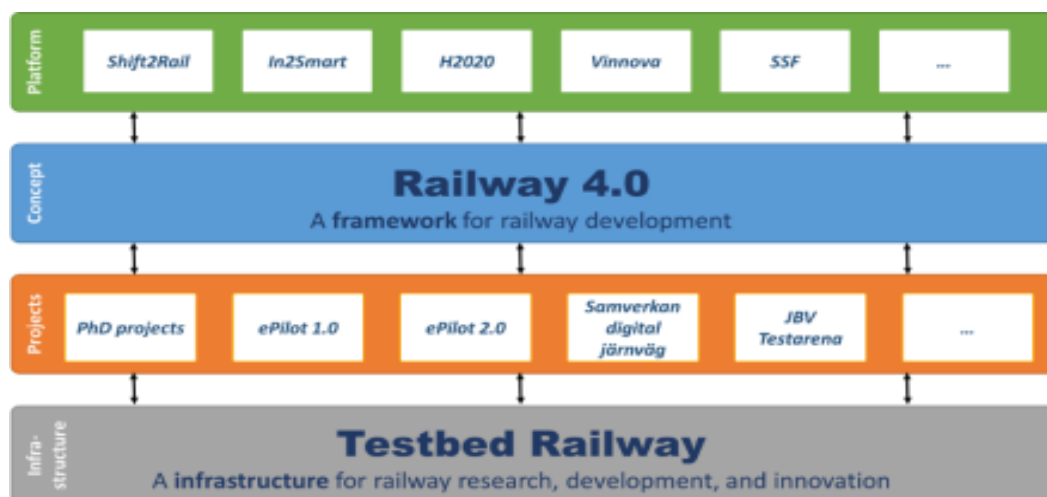 Platform
Shift2Rail
In2Smart
H2020
Vinnova
SSF
...
Concept
Railway 4.0
A framework for railway development
Projects
PhD projects
ePilot 1.0
ePilot 2.0
Samverkan
digital
järnväg
JBV
Testarena
...
Infra-
structure
Testbed Railway
A infrastructure for railway research, development, and innovation